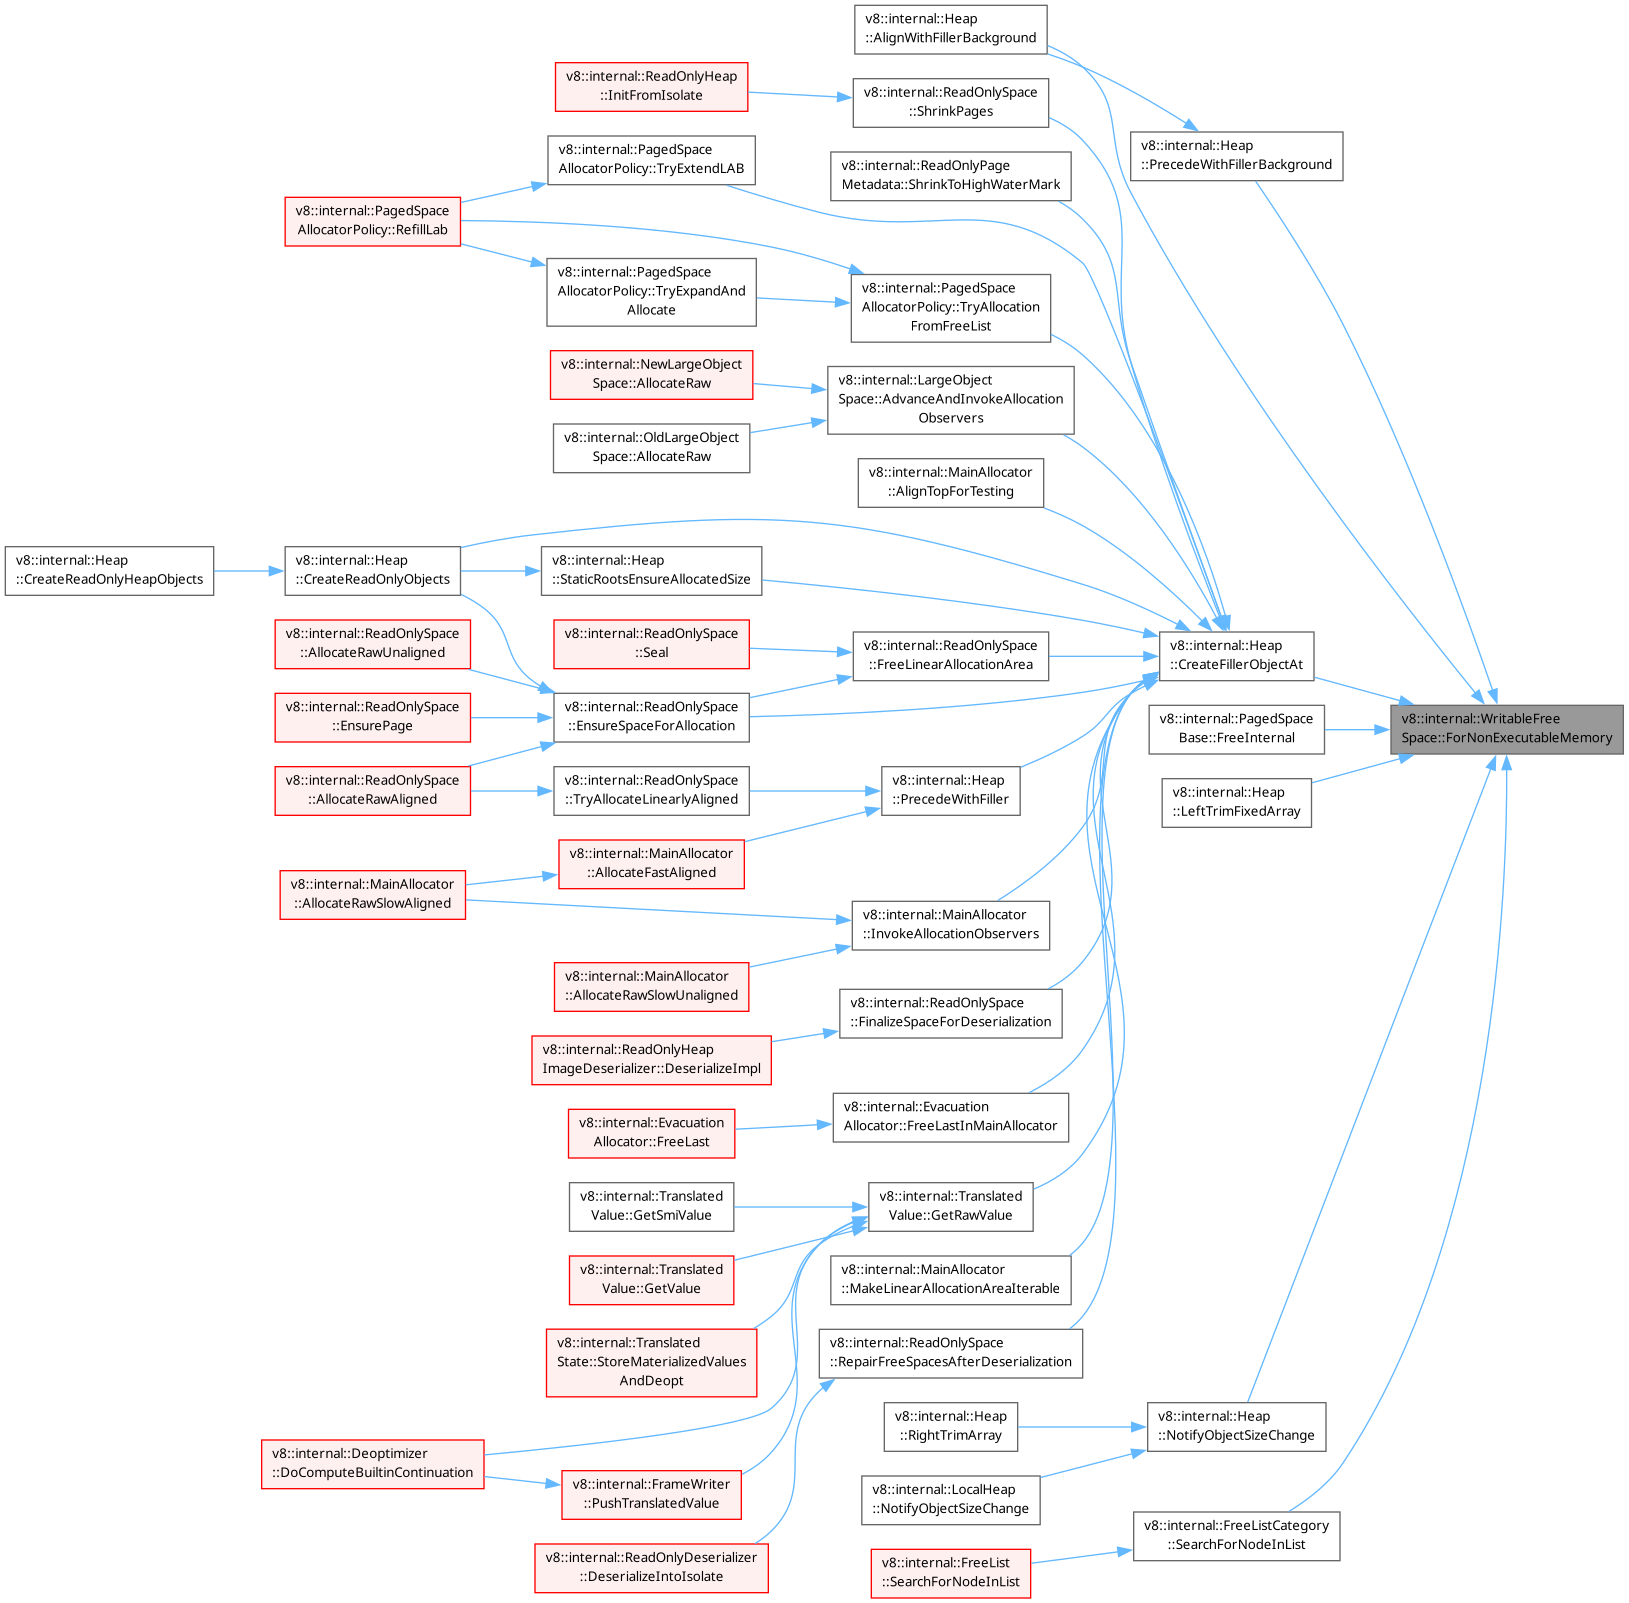 v8::internal::Heap
::AlignWithFillerBackground
v8::internal::ReadOnlyHeap
::InitFromIsolate
v8::internal::ReadOnlySpace
::ShrinkPages
v8::internal::PagedSpace
AllocatorPolicy::TryExtendLAB
v8::internal::ReadOnlyPage
Metadata::ShrinkToHighWaterMark
v8::internal::Heap
::PrecedeWithFillerBackground
v8::internal::PagedSpace
AllocatorPolicy::RefillLab
v8::internal::PagedSpace
AllocatorPolicy::TryExpandAnd
Allocate
v8::internal::PagedSpace
AllocatorPolicy::TryAllocation
FromFreeList
v8::internal::NewLargeObject
Space::AllocateRaw
v8::internal::LargeObject
Space::AdvanceAndInvokeAllocation
Observers
v8::internal::OldLargeObject
Space::AllocateRaw
v8::internal::MainAllocator
::AlignTopForTesting
v8::internal::Heap
::CreateReadOnlyHeapObjects
v8::internal::Heap
::CreateReadOnlyObjects
v8::internal::Heap
::StaticRootsEnsureAllocatedSize
v8::internal::ReadOnlySpace
::AllocateRawUnaligned
v8::internal::ReadOnlySpace
::Seal
v8::internal::ReadOnlySpace
::FreeLinearAllocationArea
v8::internal::Heap
::CreateFillerObjectAt
v8::internal::ReadOnlySpace
::EnsurePage
v8::internal::ReadOnlySpace
::EnsureSpaceForAllocation
v8::internal::PagedSpace
Base::FreeInternal
v8::internal::WritableFree
Space::ForNonExecutableMemory
v8::internal::ReadOnlySpace
::AllocateRawAligned
v8::internal::ReadOnlySpace
::TryAllocateLinearlyAligned
v8::internal::Heap
::PrecedeWithFiller
v8::internal::Heap
::LeftTrimFixedArray
v8::internal::MainAllocator
::AllocateRawSlowAligned
v8::internal::MainAllocator
::AllocateFastAligned
v8::internal::MainAllocator
::InvokeAllocationObservers
v8::internal::MainAllocator
::AllocateRawSlowUnaligned
v8::internal::ReadOnlySpace
::FinalizeSpaceForDeserialization
v8::internal::ReadOnlyHeap
ImageDeserializer::DeserializeImpl
v8::internal::Evacuation
Allocator::FreeLast
v8::internal::Evacuation
Allocator::FreeLastInMainAllocator
v8::internal::Translated
Value::GetSmiValue
v8::internal::Translated
Value::GetRawValue
v8::internal::Translated
Value::GetValue
v8::internal::MainAllocator
::MakeLinearAllocationAreaIterable
v8::internal::Translated
State::StoreMaterializedValues
AndDeopt
v8::internal::ReadOnlySpace
::RepairFreeSpacesAfterDeserialization
v8::internal::Heap
::RightTrimArray
v8::internal::Heap
::NotifyObjectSizeChange
v8::internal::Deoptimizer
::DoComputeBuiltinContinuation
v8::internal::FrameWriter
::PushTranslatedValue
v8::internal::LocalHeap
::NotifyObjectSizeChange
v8::internal::FreeListCategory
::SearchForNodeInList
v8::internal::ReadOnlyDeserializer
::DeserializeIntoIsolate
v8::internal::FreeList
::SearchForNodeInList